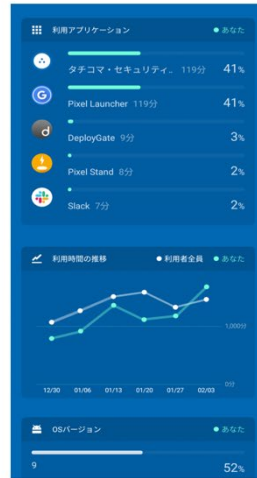 利用アプリケーション
あなた
タチコマ・セキュリティ.. 119分 41%
Pixel Launcher 119分 41%
DeployGate 9分 3%
Pixel Stand 8分 2%
Slack 7分 2%
利用時間の推移
利用者全員 あなた
1,000分
0分
12/30 01/06 01/13 01/20 01/27 02/03
OSバージョン
あなた
9 52%